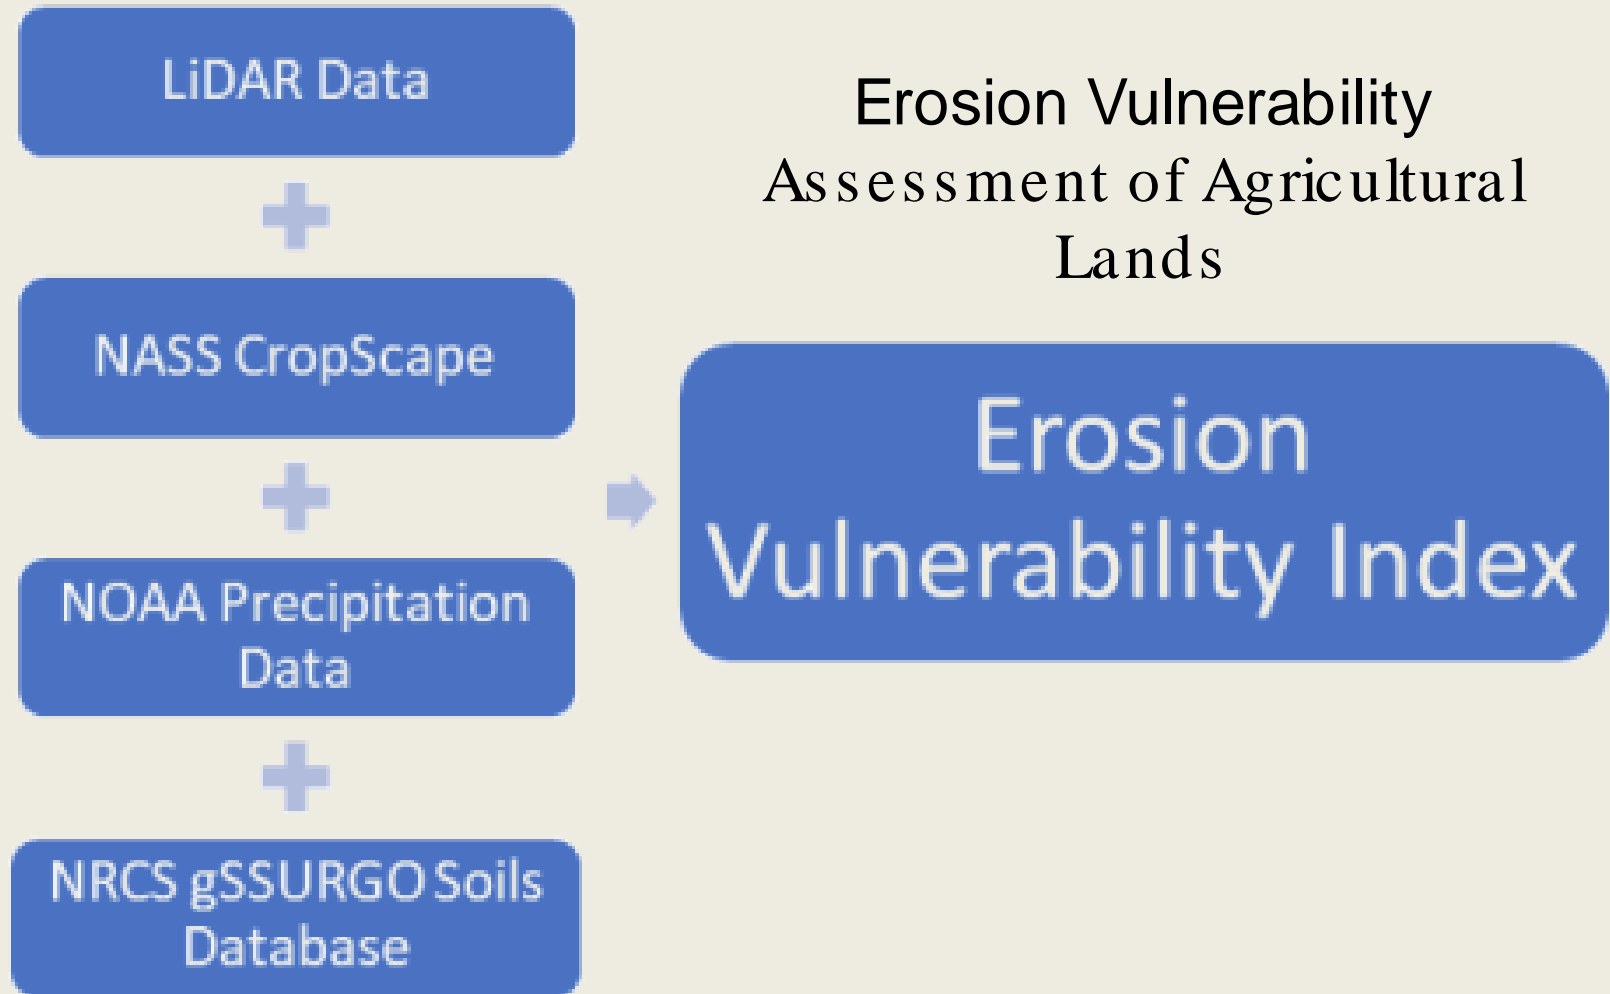 LiDAR Data
Erosion Vulnerability
Assessment of Agricultural
Lands
NASS CropScape
NOAA Precipitation
Data
NRCS gSSURGO Soils
Database
Erosion
Vulnerability Index